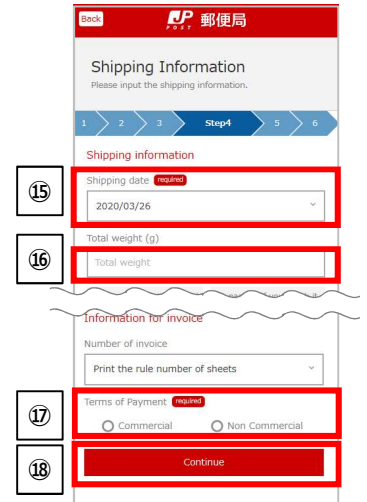 Back
JP POST 郵便局
Shipping Information
Please input the shipping information.
1 2 3 Step4 5 6
Shipping information
⑮
Shipping date required
2020/03/26
Total weight (g)
⑯
Total weight
Information for invoice
Number of invoice
Print the rule number of sheets
⑰
Terms of Payment required
Commercial Non Commercial
⑱
Continue